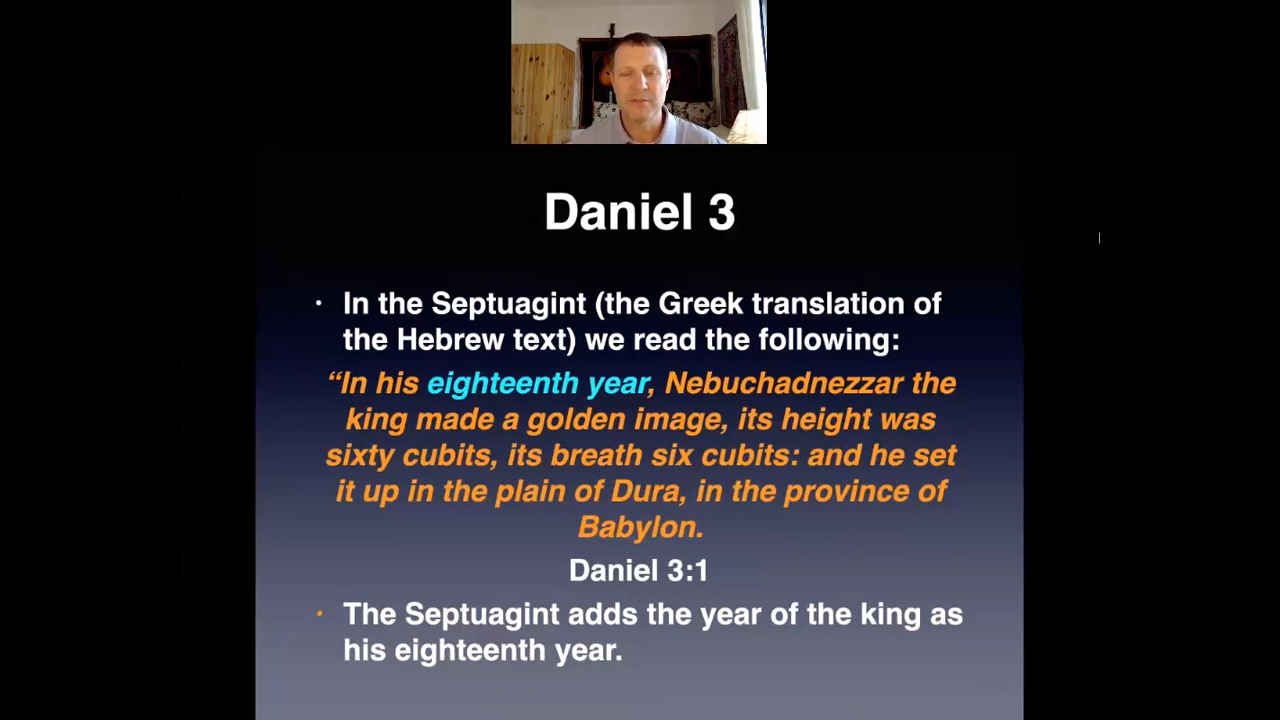 Daniel 3
• In the Septuagint (the Greek translation of
the Hebrew text) we read the following:
“In his eighteenth year, Nebuchadnezzar the
king made a golden image, its height was
sixty cubits, its breath six cubits: and he set
it up in the plain of Dura, in the province of
Babylon.
Daniel 3:1
• The Septuagint adds the year of the king as
his eighteenth year.